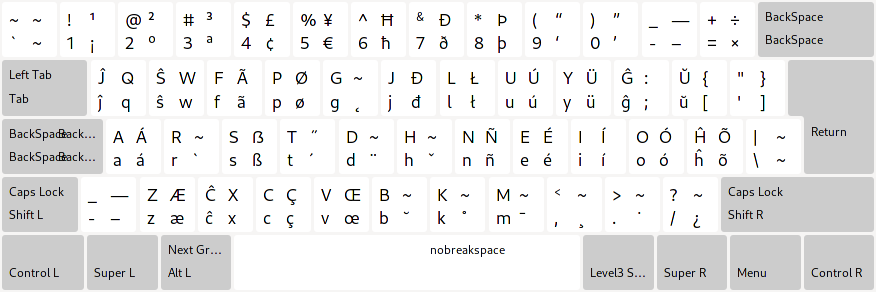 ~ ~ ! ¹ @ ² # ³ $ £ % ¥ ^ Ħ & Ð * Þ ( “ ) ” _ — + ÷ BackSpace
` ~ 1 ¡ 2 º 3 ª 4 ¢ 5 € 6 ħ 7 ð 8 þ 9 ‘ 0 ’ - – = × BackSpace
Left Tab Ĵ Q Ŝ W F Ã P Ø G ~ J Đ L Ł U Ú Y Ü Ĝ : Ŭ { " }
Tab ĵ q ŝ w f ã p ø g ˛ j đ l ł u ú y ü ĝ ; ŭ [ ' ]
BackSpace Back... A Á R ~ S ß T ˝ D ~ H ~ N Ñ E É I Í O Ó Ĥ Õ | ~ Return
BackSpace Back... a á r ` s ß t ´ d ¨ h ˇ n ñ e é i í o ó ĥ õ \ ~
Caps Lock _ — Z Æ Ĉ X C Ç V Œ B ~ K ~ M ~ < ~ > ~ ? ~ Caps Lock
Shift L - – z æ ĉ x c ç v œ b ˘ k ° m ¯ , ¸ . ˙ / ¿ Shift R
Next Gr... nobreakspace
Control L Super L Alt L Level3 S... Super R Menu Control R